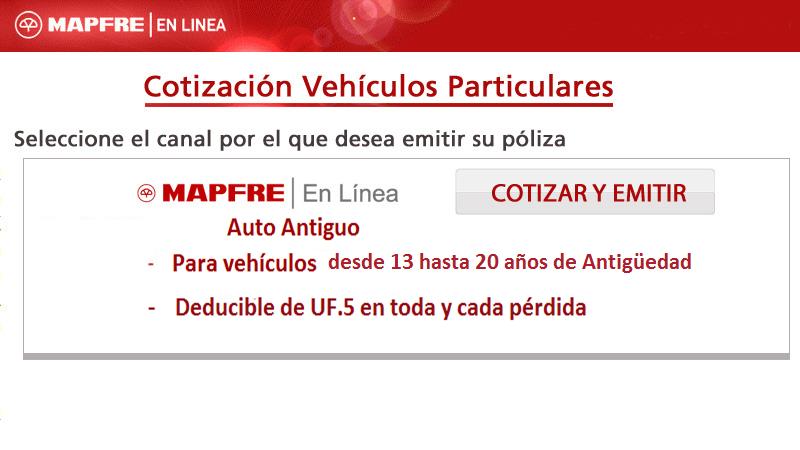 MAPFRE | EN LINEA
Cotización Vehículos Particulares
Seleccione el canal por el que desea emitir su póliza
MAPFRE | En Línea
COTIZAR Y EMITIR
Auto Antiguo
- Para vehículos desde 13 hasta 20 años de Antigüedad
- Deducible de UF.5 en toda y cada pérdida